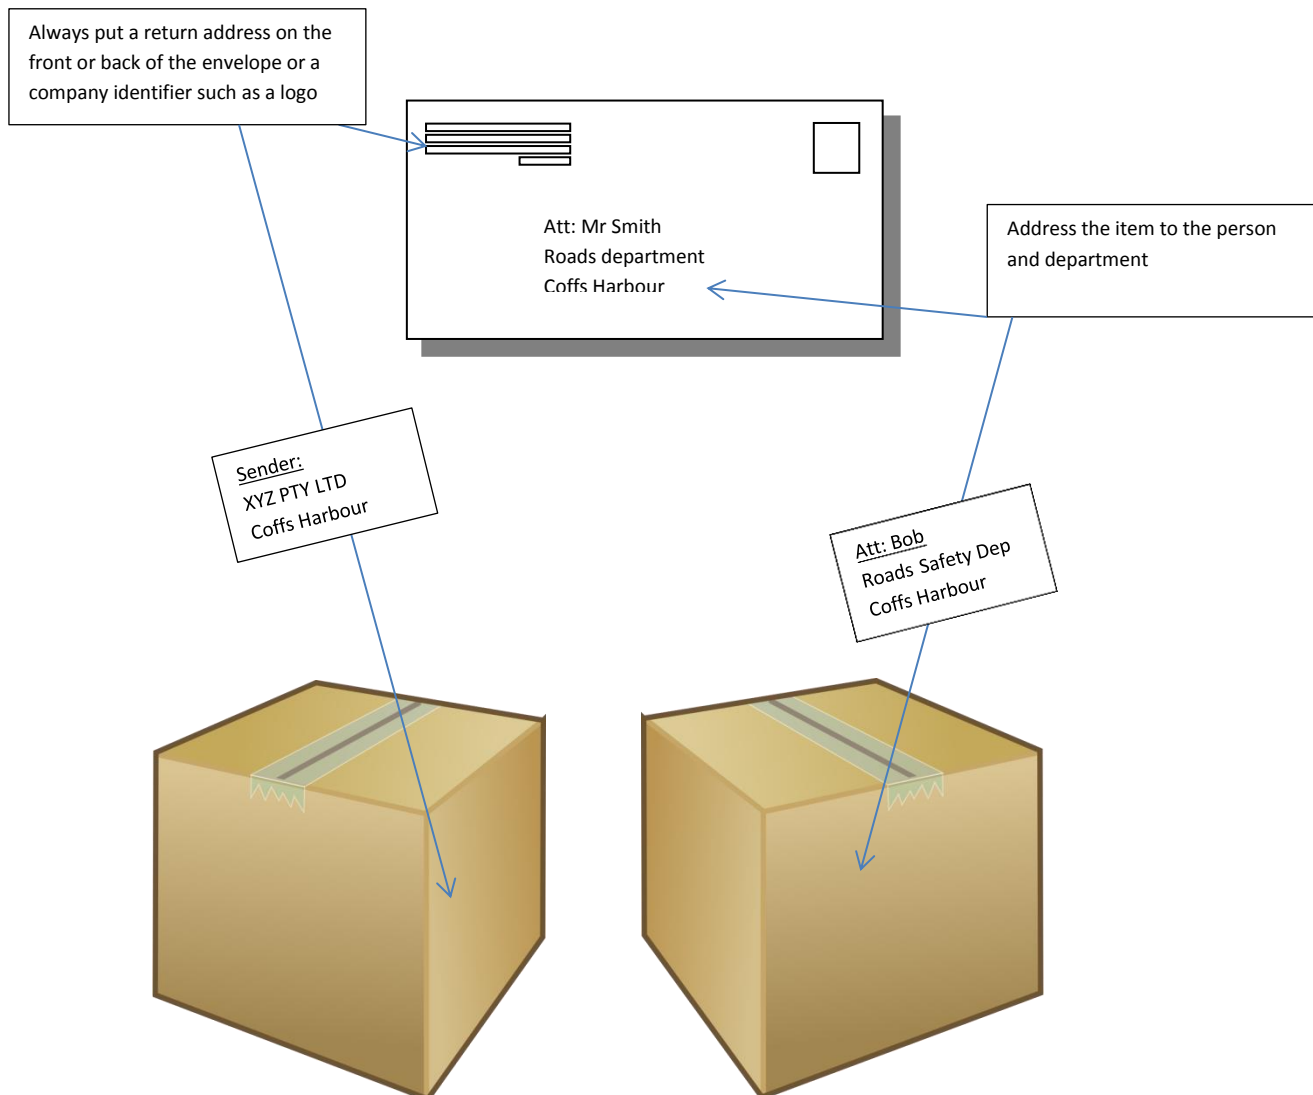 Always put a return address on the
front or back of the envelope or a
company identifier such as a logo
Att: Mr Smith
Roads department
Coffs Harbour
Address the item to the person
and department
Sender:
XYZ PTY LTD
Coffs Harbour
Att: Bob
Roads Safety Dep
Coffs Harbour